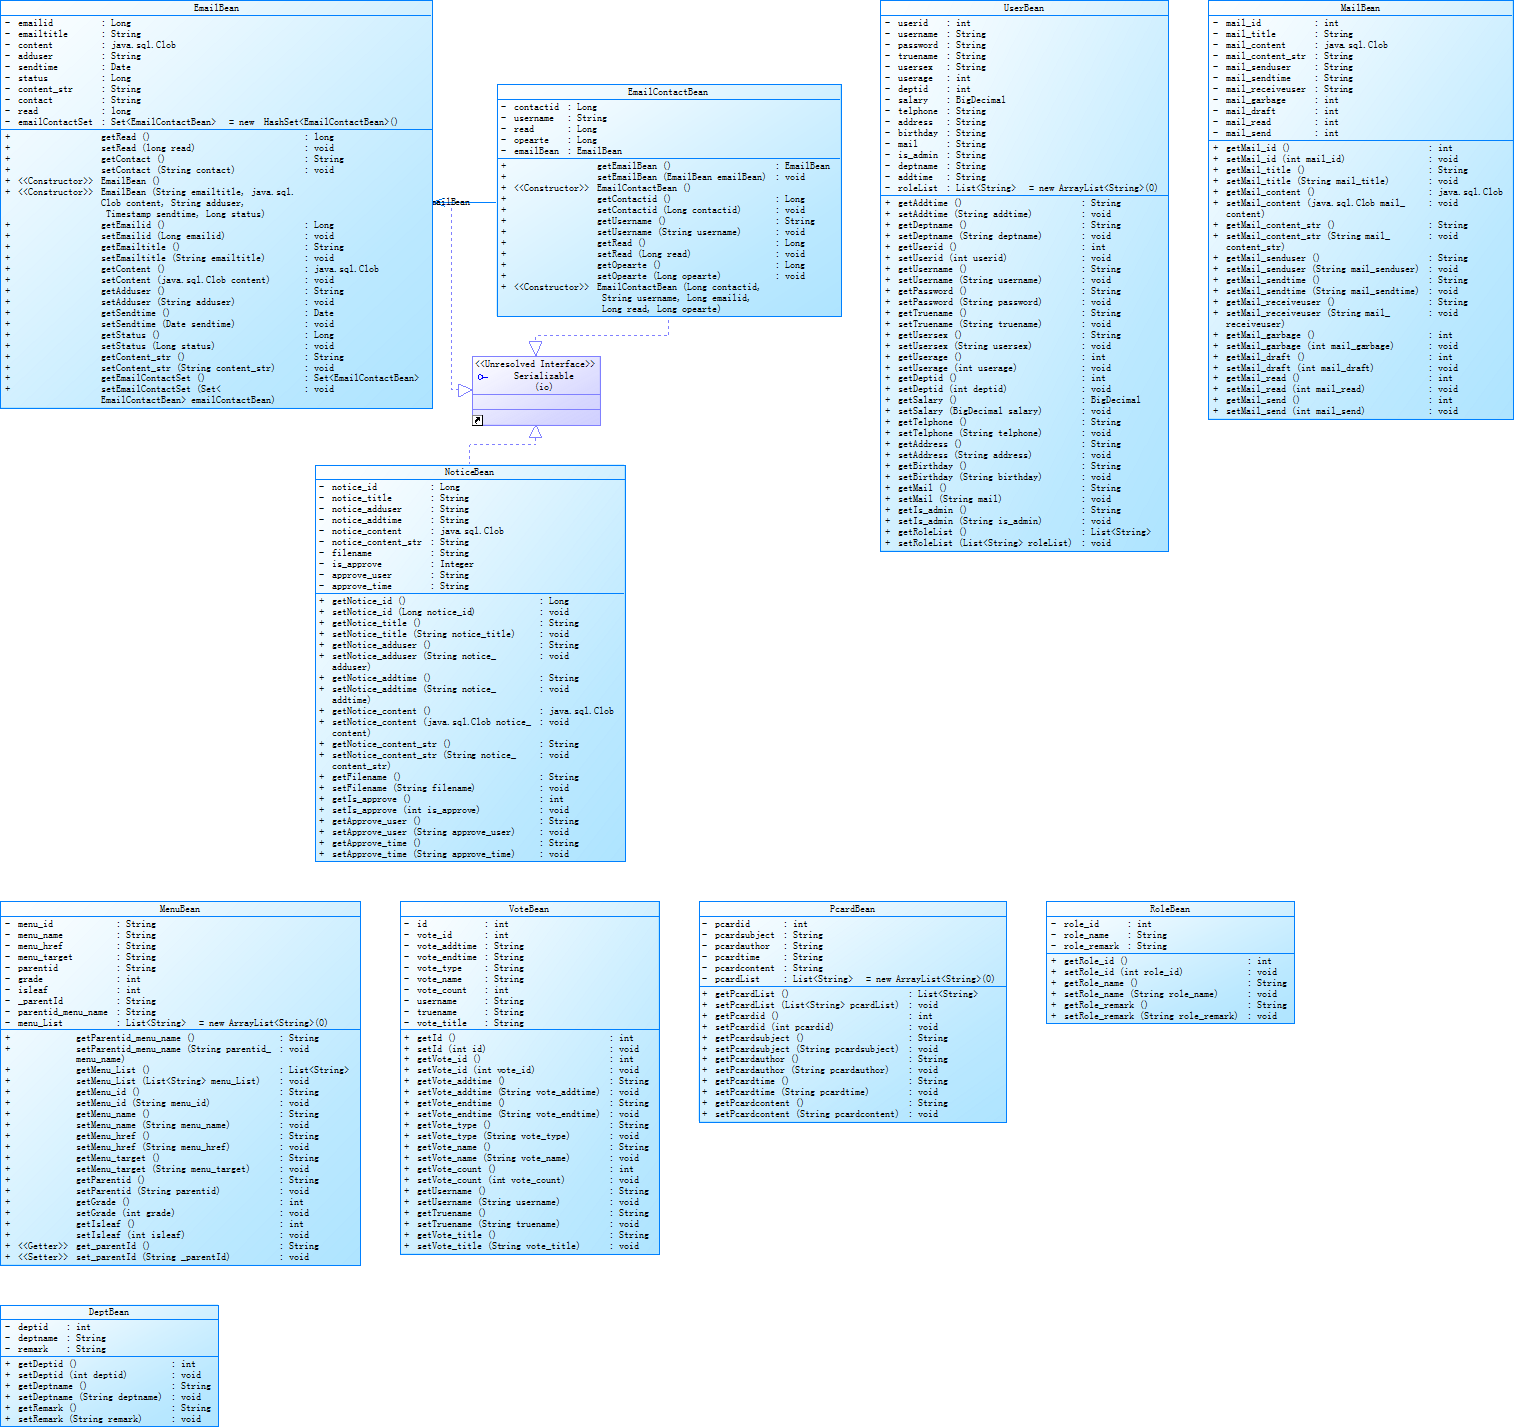 EmailBean
- emailid : Long
- emailtitle : String
- content : java.sql.Clob
- adduser : String
- sendtime : Date
- status : Long
- content_str : String
- contact : String
- read : long
- emailContactSet : Set<EmailContactBean> = new HashSet<EmailContactBean>()
+ getRead () : long
+ setRead (long read) : void
+ getContact () : String
+ setContact (String contact) : void
+ <<Constructor>> EmailBean ()
+ <<Constructor>> EmailBean (String emailtitle, java.sql.
Clob content, String adduser,
Timestamp sendtime, Long status)
+ getEmailid () : Long
+ setEmailid (Long emailid) : void
+ getEmailtitle () : String
+ setEmailtitle (String emailtitle) : void
+ getContent () : java.sql.Clob
+ setContent (java.sql.Clob content) : void
+ getAdduser () : String
+ setAdduser (String adduser) : void
+ getSendtime () : Date
+ setSendtime (Date sendtime) : void
+ getStatus () : Long
+ setStatus (Long status) : void
+ getContent_str () : String
+ setContent_str (String content_str) : void
+ getEmailContactSet () : Set<EmailContactBean>
+ setEmailContactSet (Set< : void
EmailContactBean> emailContactBean)
EmailContactBean
- contactid : Long
- username : String
- read : Long
- opearte : Long
- emailBean : EmailBean
+ getEmailBean () : EmailBean
+ setEmailBean (EmailBean emailBean) : void
+ <<Constructor>> EmailContactBean ()
+ getContactid () : Long
+ setContactid (Long contactid) : void
+ getUsername () : String
+ setUsername (String username) : void
+ getRead () : Long
+ setRead (Long read) : void
+ getOpearte () : Long
+ setOpearte (Long opearte) : void
+ <<Constructor>> EmailContactBean (Long contactid,
String username, Long emailid,
Long read, Long opearte)
<<Unresolved Interface>>
Serializable
(io)
UserBean
- userid : int
- username : String
- password : String
- truename : String
- usersex : String
- userage : int
- deptid : int
- salary : BigDecimal
- telphone : String
- address : String
- birthday : String
- mail : String
- is_admin : String
- deptname : String
- addtime : String
- roleList : List<String> = new ArrayList<String>(0)
+ getAddtime () : String
+ setAddtime (String addtime) : void
+ getDeptname () : String
+ setDeptname (String deptname) : void
+ getUserid () : int
+ setUserid (int userid) : void
+ getUsername () : String
+ setUsername (String username) : void
+ getPassword () : String
+ setPassword (String password) : void
+ getTruename () : String
+ setTruename (String truename) : void
+ getUsersex () : String
+ setUsersex (String usersex) : void
+ getUserage () : int
+ setUserage (int userage) : void
+ getDeptid () : int
+ setDeptid (int deptid) : void
+ getSalary () : BigDecimal
+ setSalary (BigDecimal salary) : void
+ getTelphone () : String
+ setTelphone (String telphone) : void
+ getAddress () : String
+ setAddress (String address) : void
+ getBirthday () : String
+ setBirthday (String birthday) : void
+ getMail () : String
+ setMail (String mail) : void
+ getIs_admin () : String
+ setIs_admin (String is_admin) : void
+ getRoleList () : List<String>
+ setRoleList (List<String> roleList) : void
MailBean
- mail_id : int
- mail_title : String
- mail_content : java.sql.Clob
- mail_content_str : String
- mail_senduser : String
- mail_sendtime : String
- mail_receiveuser : String
- mail_garbage : int
- mail_draft : int
- mail_read : int
- mail_send : int
+ getMail_id () : int
+ setMail_id (int mail_id) : void
+ getMail_title () : String
+ setMail_title (String mail_title) : void
+ getMail_content () : java.sql.Clob
+ setMail_content (java.sql.Clob mail_ : void
content)
+ getMail_content_str () : String
+ setMail_content_str (String mail_ : void
content_str)
+ getMail_senduser () : String
+ setMail_senduser (String mail_senduser) : void
+ getMail_sendtime () : String
+ setMail_sendtime (String mail_sendtime) : void
+ getMail_receiveuser () : String
+ setMail_receiveuser (String mail_ : void
receiveuser)
+ getMail_garbage () : int
+ setMail_garbage (int mail_garbage) : void
+ getMail_draft () : int
+ setMail_draft (int mail_draft) : void
+ getMail_read () : int
+ setMail_read (int mail_read) : void
+ getMail_send () : int
+ setMail_send (int mail_send) : void
NoticeBean
- notice_id : Long
- notice_title : String
- notice_adduser : String
- notice_addtime : String
- notice_content : java.sql.Clob
- notice_content_str : String
- filename : String
- is_approve : Integer
- approve_user : String
- approve_time : String
+ getNotice_id () : Long
+ setNotice_id (Long notice_id) : void
+ getNotice_title () : String
+ setNotice_title (String notice_title) : void
+ getNotice_adduser () : String
+ setNotice_adduser (String notice_ : void
adduser)
+ getNotice_addtime () : String
+ setNotice_addtime (String notice_ : void
addtime)
+ getNotice_content () : java.sql.Clob
+ setNotice_content (java.sql.Clob notice_ : void
content)
+ getNotice_content_str () : String
+ setNotice_content_str (String notice_ : void
content_str)
+ getFilename () : String
+ setFilename (String filename) : void
+ getIs_approve () : int
+ setIs_approve (int is_approve) : void
+ getApprove_user () : String
+ setApprove_user (String approve_user) : void
+ getApprove_time () : String
+ setApprove_time (String approve_time) : void
MenuBean
- menu_id : String
- menu_name : String
- menu_href : String
- menu_target : String
- parentid : String
- grade : int
- isleaf : int
- _parentId : String
- parentid_menu_name : String
- menu_List : List<String> = new ArrayList<String>(0)
+ getParentid_menu_name () : String
+ setParentid_menu_name (String parentid_ : void
menu_name)
+ getMenu_List () : List<String>
+ setMenu_List (List<String> menu_List) : void
+ getMenu_id () : String
+ setMenu_id (String menu_id) : void
+ getMenu_name () : String
+ setMenu_name (String menu_name) : void
+ getMenu_href () : String
+ setMenu_href (String menu_href) : void
+ getMenu_target () : String
+ setMenu_target (String menu_target) : void
+ getParentid () : String
+ setParentid (String parentid) : void
+ getGrade () : int
+ setGrade (int grade) : void
+ getIsleaf () : int
+ setIsleaf (int isleaf) : void
+ <<Getter>> get_parentId () : String
+ <<Setter>> set_parentId (String _parentId) : void
VoteBean
- id : int
- vote_id : int
- vote_addtime : String
- vote_endtime : String
- vote_type : String
- vote_name : String
- vote_count : int
- username : String
- truename : String
- vote_title : String
+ getId () : int
+ setId (int id) : void
+ getVote_id () : int
+ setVote_id (int vote_id) : void
+ getVote_addtime () : String
+ setVote_addtime (String vote_addtime) : void
+ getVote_endtime () : String
+ setVote_endtime (String vote_endtime) : void
+ getVote_type () : String
+ setVote_type (String vote_type) : void
+ getVote_name () : String
+ setVote_name (String vote_name) : void
+ getVote_count () : int
+ setVote_count (int vote_count) : void
+ getUsername () : String
+ setUsername (String username) : void
+ getTruename () : String
+ setTruename (String truename) : void
+ getVote_title () : String
+ setVote_title (String vote_title) : void
PcardBean
- pcardid : int
- pcardsubject : String
- pcardauthor : String
- pcardtime : String
- pcardcontent : String
- pcardList : List<String> = new ArrayList<String>(0)
+ getPcardList () : List<String>
+ setPcardList (List<String> pcardList) : void
+ getPcardid () : int
+ setPcardid (int pcardid) : void
+ getPcardsubject () : String
+ setPcardsubject (String pcardsubject) : void
+ getPcardauthor () : String
+ setPcardauthor (String pcardauthor) : void
+ getPcardtime () : String
+ setPcardtime (String pcardtime) : void
+ getPcardcontent () : String
+ setPcardcontent (String pcardcontent) : void
RoleBean
- role_id : int
- role_name : String
- role_remark : String
+ getRole_id () : int
+ setRole_id (int role_id) : void
+ getRole_name () : String
+ setRole_name (String role_name) : void
+ getRole_remark () : String
+ setRole_remark (String role_remark) : void
DeptBean
- deptid : int
- deptname : String
- remark : String
+ getDeptid () : int
+ setDeptid (int deptid) : void
+ getDeptname () : String
+ setDeptname (String deptname) : void
+ getRemark () : String
+ setRemark (String remark) : void